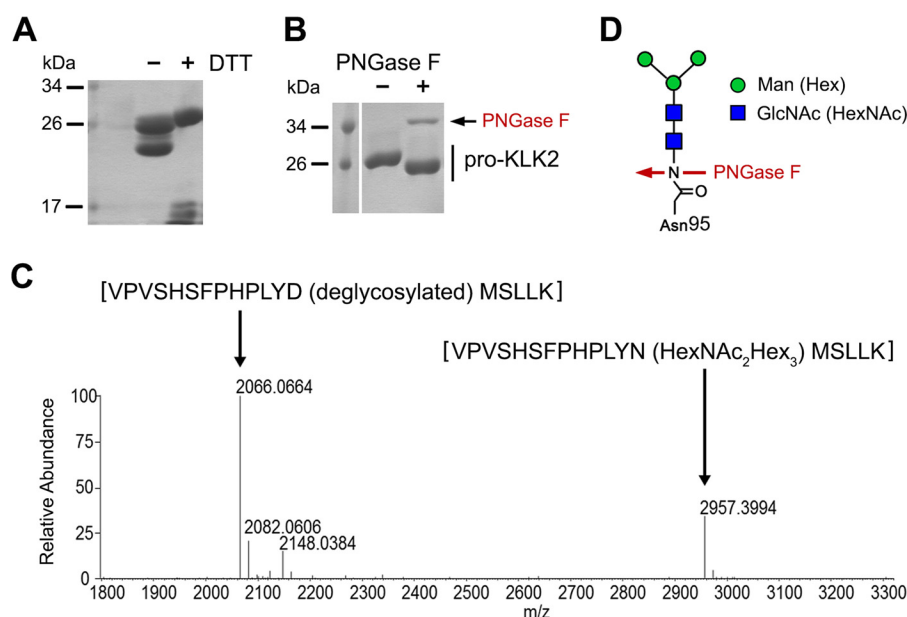 A
kDa
− + DTT
34
26
17
B
PNGase F
kDa
− +
34
PNGase F
26
pro-KLK2
D
Man (Hex)
GlcNAc (HexNAc)
N
PNGase F
O
Asn95
C
[VPVSHSFPHPLYD (deglycosylated) MSLLK]
[VPVSHSFPHPLYN (HexNAc₂Hex₃) MSLLK]
Relative Abundance
100
75
50
25
0
2066.0664
2082.0606
2148.0384
2957.3994
1800 1900 2000 2100 2200 2300 2400 2500 2600 2700 2800 2900 3000 3100 3200 3300
m/z